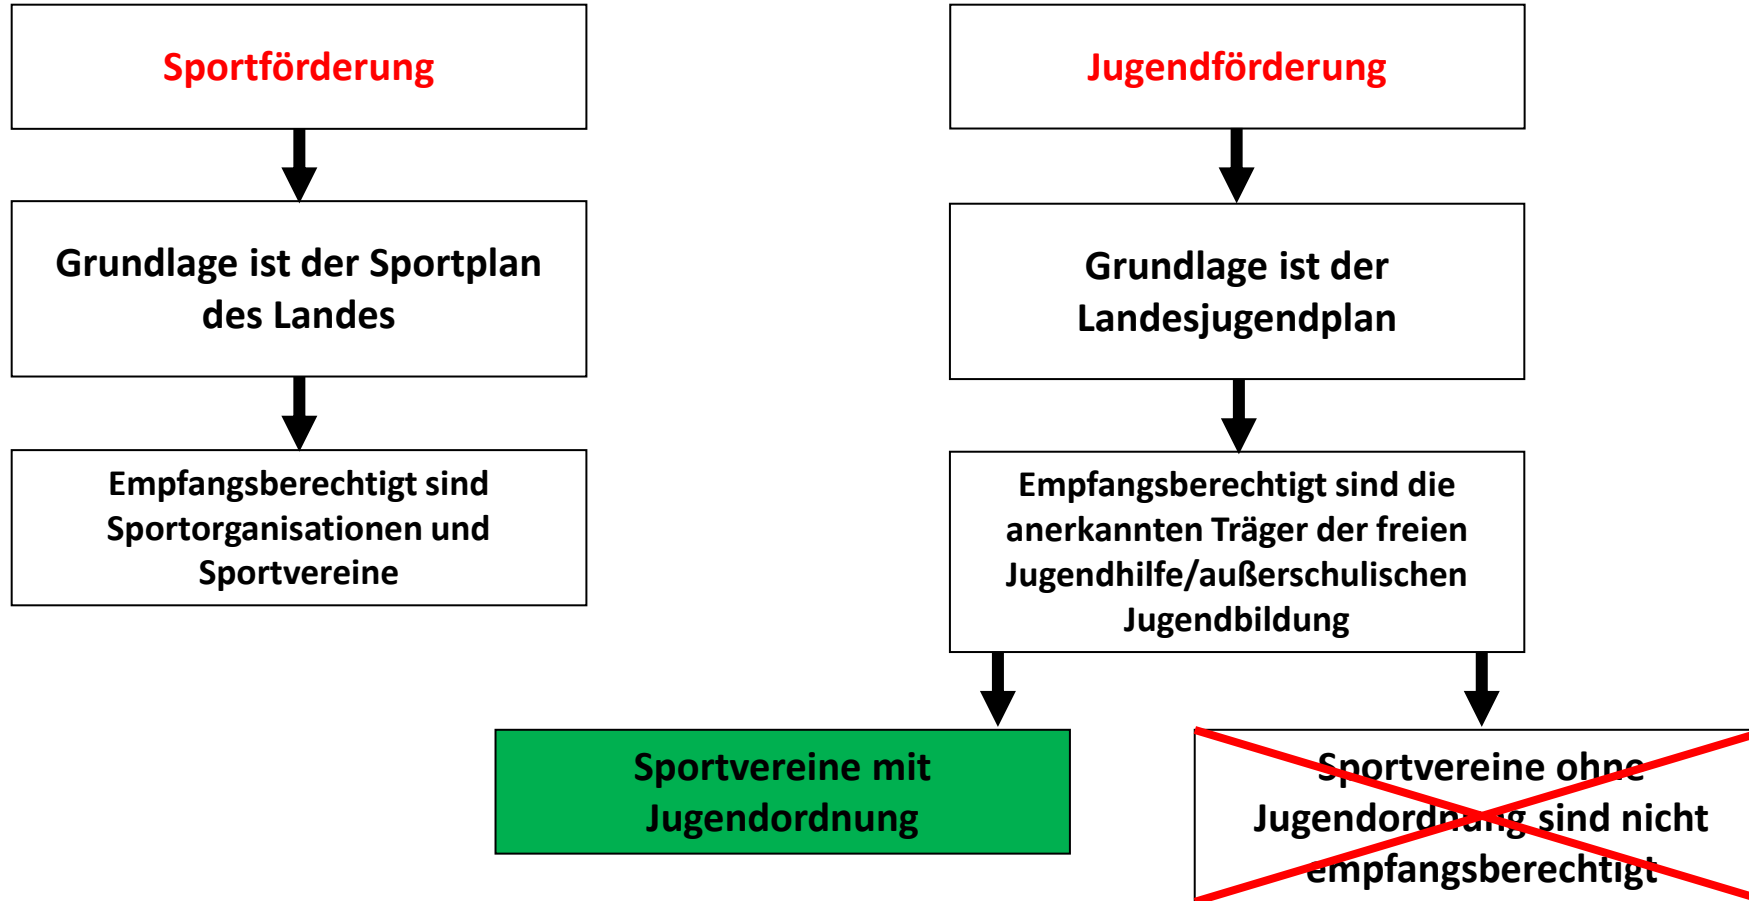 Sportförderung
Grundlage ist der Sportplan
des Landes
Empfangsberechtigt sind
Sportorganisationen und
Sportvereine
Jugendförderung
Grundlage ist der
Landesjugendplan
Empfangsberechtigt sind die
anerkannten Träger der freien
Jugendhilfe/außerschulischen
Jugendbildung
Sportvereine mit
Jugendordnung
Sportvereine ohne
Jugendordnung sind nicht
empfangsberechtigt